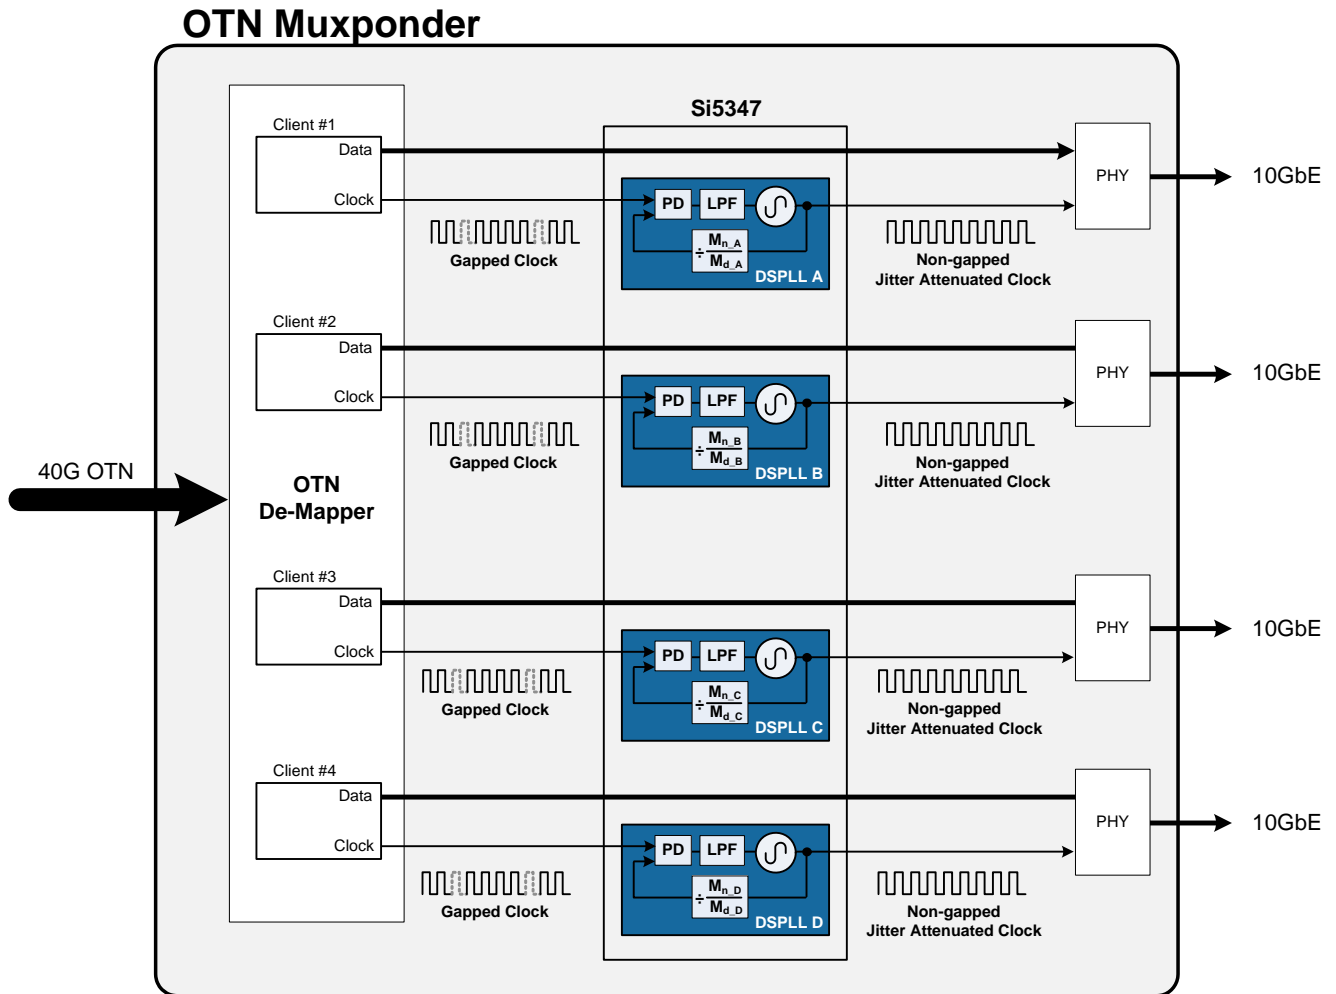 OTN Muxponder
Si5347
Client #1
Data
Clock
PD
LPF
÷
Mn_A
Md_A
DSPLL A
Gapped Clock
Non-gapped
Jitter Attenuated Clock
PHY
10GbE
Client #2
Data
Clock
PD
LPF
÷
Mn_B
Md_B
DSPLL B
Gapped Clock
Non-gapped
Jitter Attenuated Clock
PHY
10GbE
40G OTN
OTN
De-Mapper
Client #3
Data
Clock
PD
LPF
÷
Mn_C
Md_C
DSPLL C
Gapped Clock
Non-gapped
Jitter Attenuated Clock
PHY
10GbE
Client #4
Data
Clock
PD
LPF
÷
Mn_D
Md_D
DSPLL D
Gapped Clock
Non-gapped
Jitter Attenuated Clock
PHY
10GbE